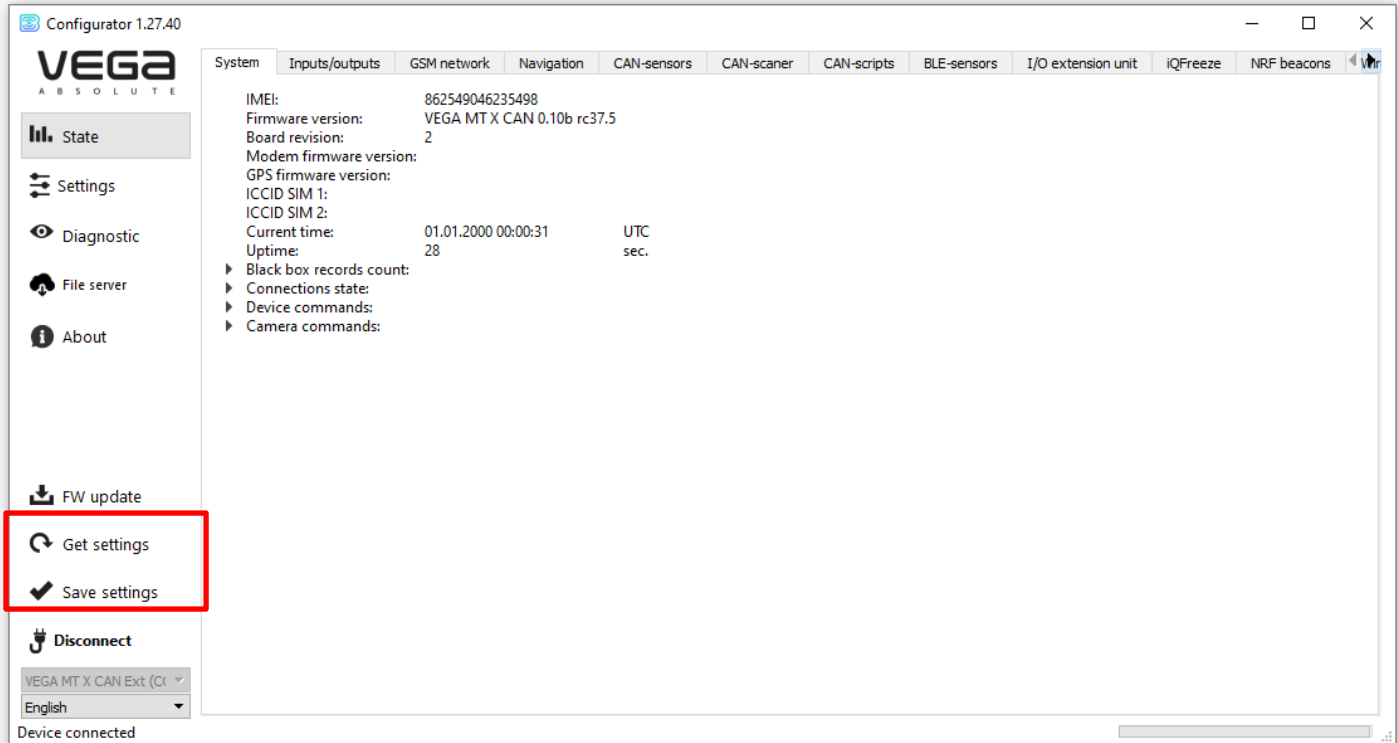 Configurator 1.27.40
VEGA
ABSOLUTE
State
Settings
Diagnostic
File server
About
FW update
Get settings
Save settings
Disconnect
VEGA MT X CAN Ext (C
English
Device connected
System Inputs/outputs GSM network Navigation CAN-sensors CAN-scaner CAN-scripts BLE-sensors I/O extension unit iQFreeze NRF beacons
IMEI: 862549046235498
Firmware version: VEGA MT X CAN 0.10b rc37.5
Board revision: 2
Modem firmware version:
GPS firmware version:
ICCID SIM 1:
ICCID SIM 2:
Current time: 01.01.2000 00:00:31 UTC
Uptime: 28 sec.
Black box records count:
Connections state:
Device commands:
Camera commands: